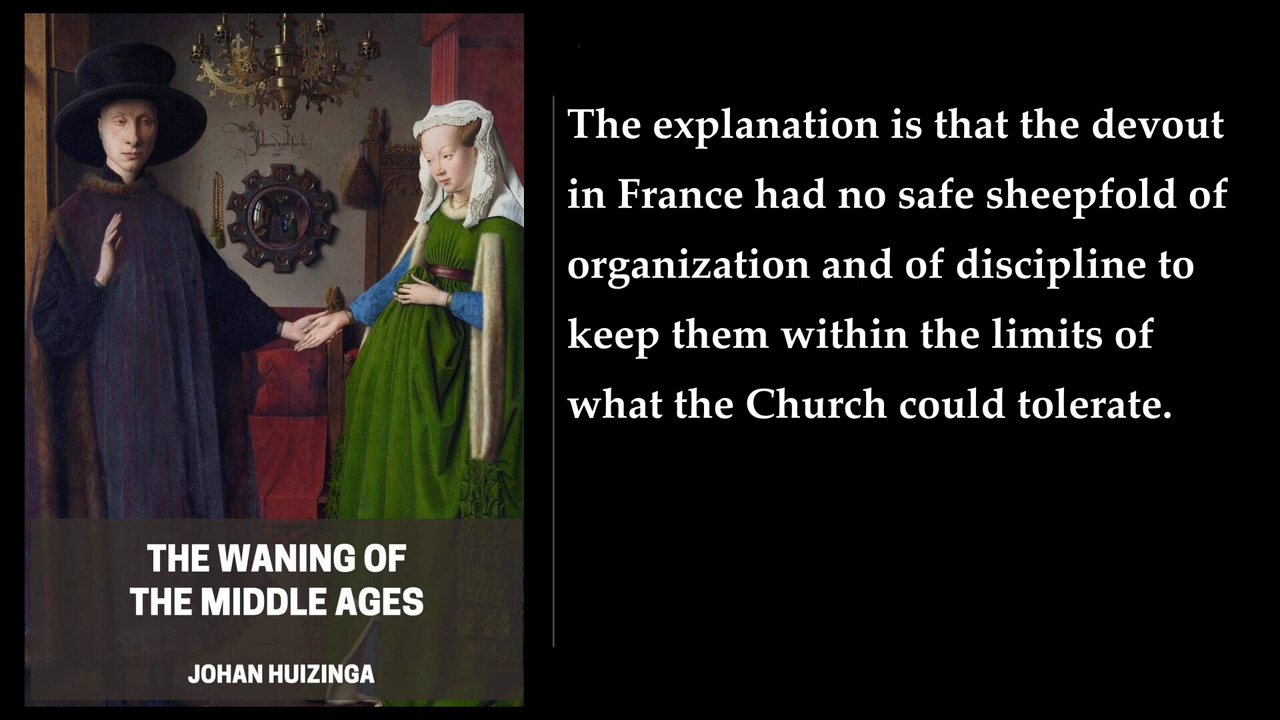 THE WANING OF
THE MIDDLE AGES
JOHAN HUIZINGA
The explanation is that the devout
in France had no safe sheepfold of
organization and of discipline to
keep them within the limits of
what the Church could tolerate.